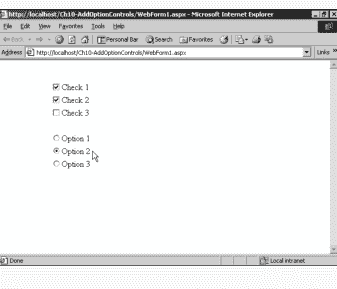 http://localhost/Ch10-AddOptionControls/WebForm1.aspx - Microsoft Internet Explorer
File Edit View Favorites Tools Help
Back Personal Bar Search Favorites
Address http://localhost/Ch10-AddOptionControls/WebForm1.aspx Links »
Check 1
Check 2
Check 3
Option 1
Option 2
Option 3
Done Local intranet